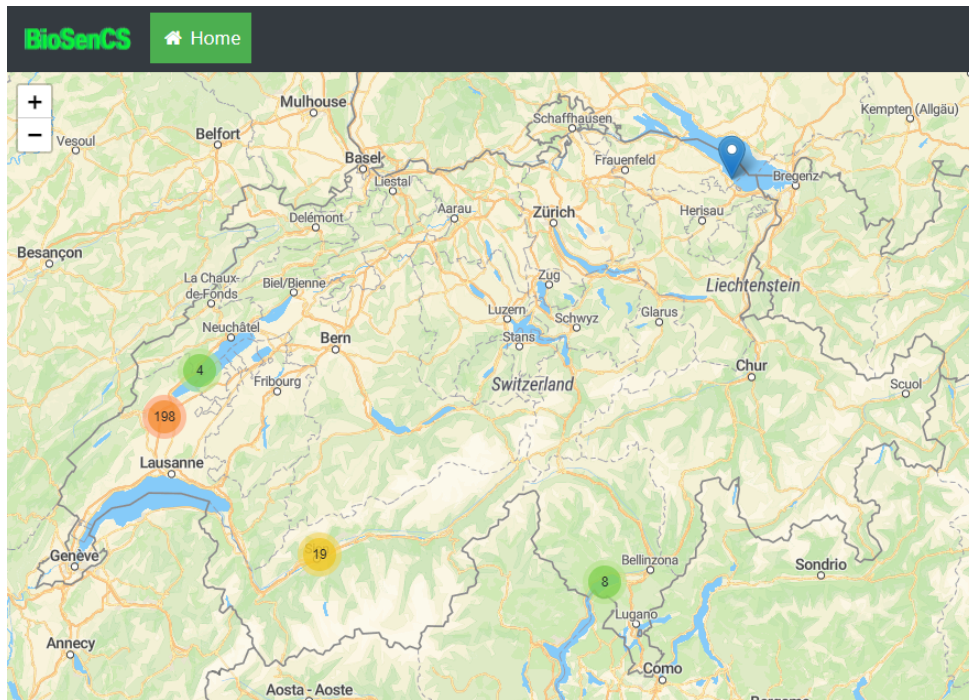 BioSenCS
Home
+
−
Mulhouse
Kempten (Allgäu)
Schaffhausen
Vesoul
Belfort
Basel
Frauenfeld
Bregenz
Liestal
Aarau
Zürich
Herisau
Delémont
Besançon
La Chaux-
de-Fonds
Biel/Bienne
Zug
Liechtenstein
Luzern
Schwyz
Glarus
Neuchâtel
Bern
Stans
4
Fribourg
Switzerland
Chur
Scuol
198
Lausanne
Genève
19
Bellinzona
Sondrio
8
Lugano
Annecy
Como
Aosta - Aoste
Bergamo